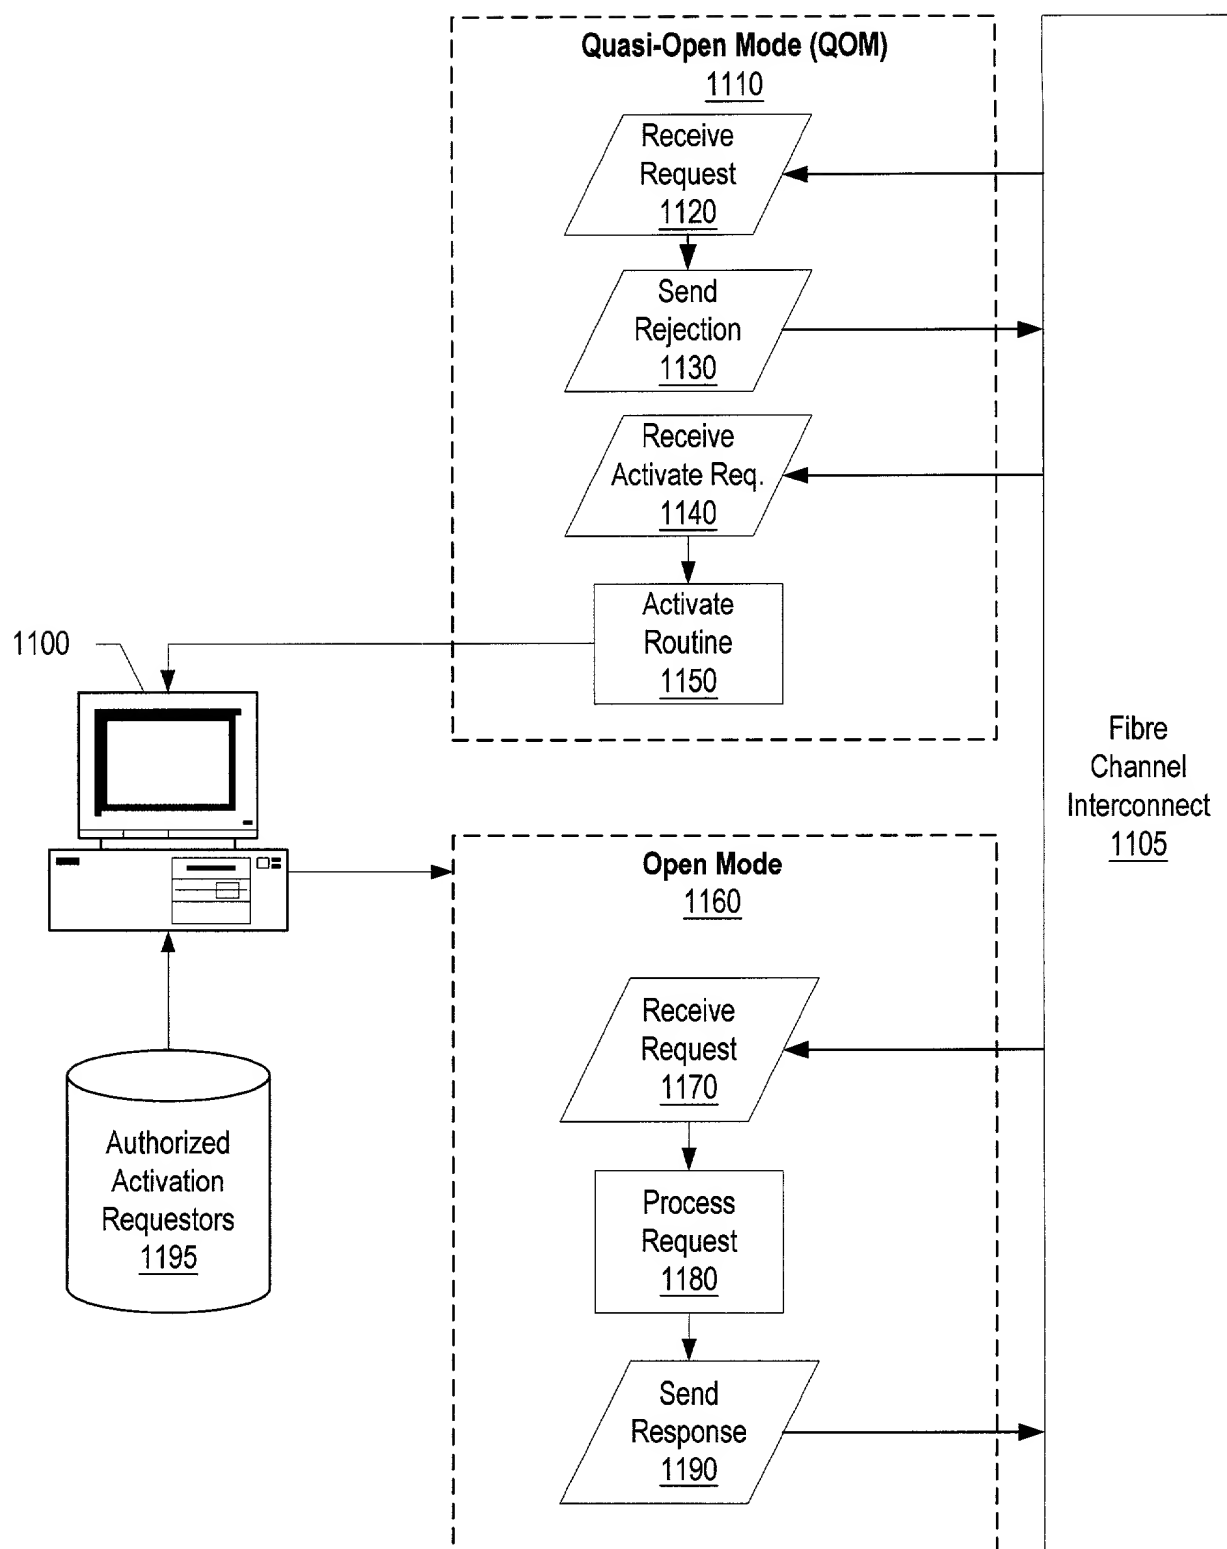 Quasi-Open Mode (QOM)
1110
Receive
Request
1120
Send
Rejection
1130
Receive
Activate Req.
1140
Activate
Routine
1150
1100
Fibre
Channel
Interconnect
1105
Open Mode
1160
Receive
Request
1170
Authorized
Activation
Requestors
1195
Process
Request
1180
Send
Response
1190